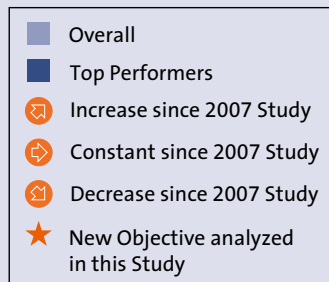 Overall
Top Performers
Increase since 2007 Study
Constant since 2007 Study
Decrease since 2007 Study
New Objective analyzed
in this Study